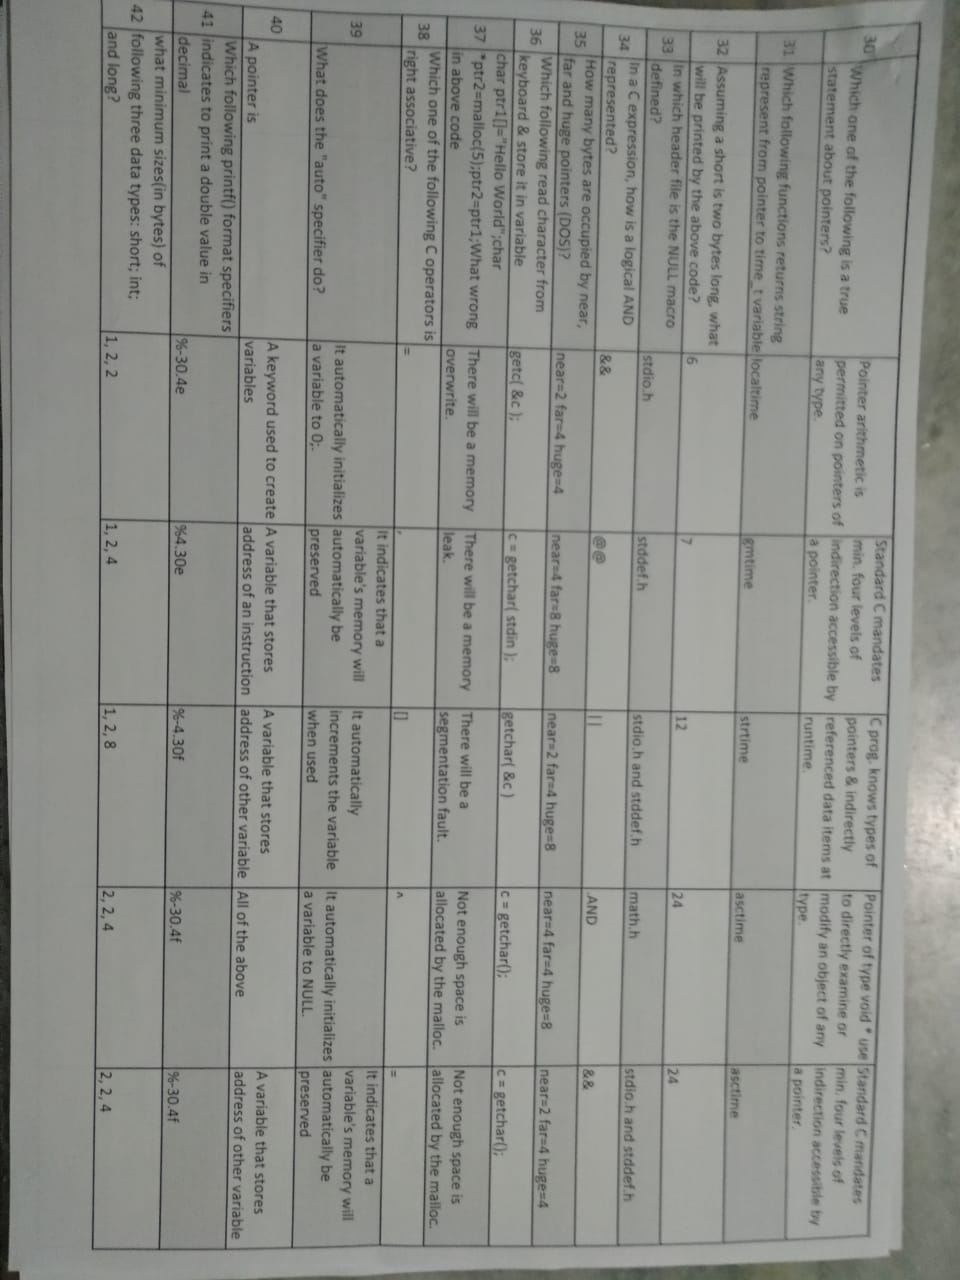 30
Which one of the following is a true
statement about pointers?
Pointer arithmetic is
permitted on pointers of
any type.
Standard C mandates
min. four levels of
indirection accessible by
a pointer.
C prog. knows types of
pointers & indirectly
referenced data items at
runtime.
Pointer of type void * use
to directly examine or
modify an object of any
type.
Standard C mandates
min. four levels of
indirection accessible by
a pointer.
31
Which following functions returns string
represent from pointer to time_t variable
localtime
gmtime
strtime
asctime
asctime
32
Assuming a short is two bytes long, what
will be printed by the above code?
6
7
12
24
24
33
In which header file is the NULL macro
defined?
stdio.h
stddef.h
stdio.h and stddef.h
math.h
stdio.h and stddef.h
34
In a C expression, how is a logical AND
represented?
&&
@@
||
.AND
&&
35
How many bytes are occupied by near,
far and huge pointers (DOS)?
near=2 far=4 huge=4
near=4 far=8 huge=8
near=2 far=4 huge=8
near=4 far=4 huge=8
near=2 far=4 huge=4
36
Which following read character from
keyboard & store it in variable
getc( &c );
c = getchar( stdin );
getchar( &c )
c = getchar();
c = getchar();
37
char ptr1[]="Hello World";char
*ptr2=malloc(5);ptr2=ptr1;What wrong
in above code
There will be a memory
overwrite.
There will be a memory
leak.
There will be a
segmentation fault.
Not enough space is
allocated by the malloc.
Not enough space is
allocated by the malloc.
38
Which one of the following C operators is
right associative?
=
,
[]
^
=
39
What does the "auto" specifier do?
It automatically initializes
a variable to 0;.
It indicates that a
variable's memory will
automatically be
preserved
It automatically
increments the variable
when used
It automatically initializes
a variable to NULL.
It indicates that a
variable's memory will
automatically be
preserved
40
A pointer is
A keyword used to create
variables
A variable that stores
address of an instruction
A variable that stores
address of other variable
All of the above
A variable that stores
address of other variable
41
Which following printf() format specifiers
indicates to print a double value in
decimal
%-30.4e
%4.30e
%-4.30f
%-30.4f
%-30.4f
42
what minimum sizes(in bytes) of
following three data types: short; int;
and long?
1, 2, 2
1, 2, 4
1, 2, 8
2, 2, 4
2, 2, 4